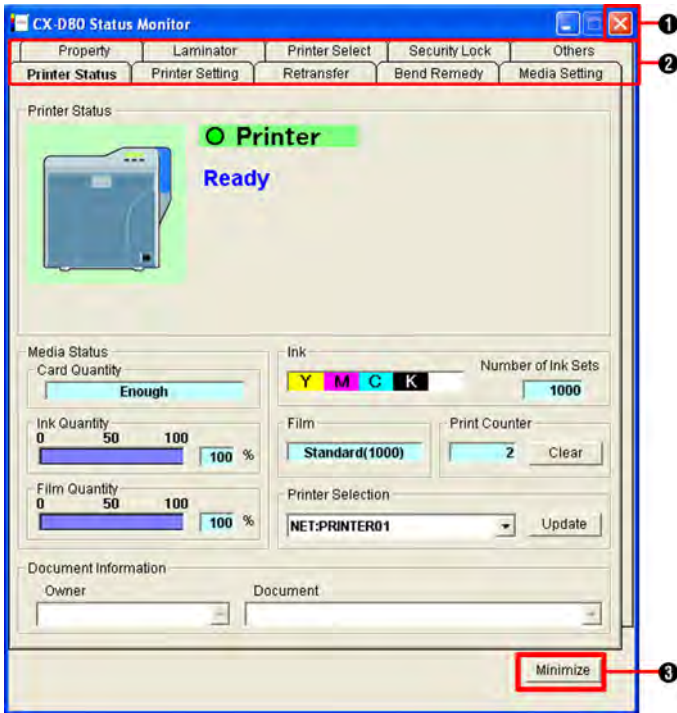 CX-D80 Status Monitor
❶
Property Laminator Printer Select Security Lock Others
❷
Printer Status Printer Setting Retransfer Bend Remedy Media Setting
Printer Status
Printer
Ready
Media Status
Card Quantity
Enough
Ink
Y M C K
Number of Ink Sets
1000
Ink Quantity
0 50 100
100 %
Film
Standard(1000)
Print Counter
2 Clear
Film Quantity
0 50 100
100 %
Printer Selection
NET:PRINTER01 Update
Document Information
Owner Document
Minimize
❸